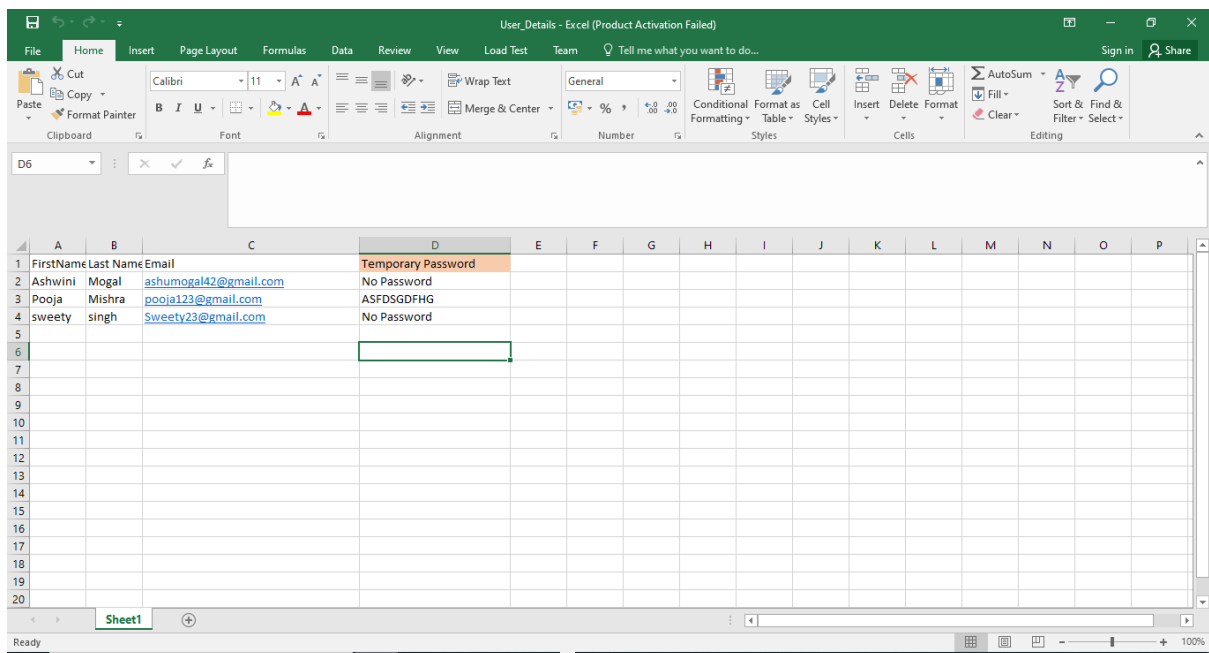 User_Details - Excel (Product Activation Failed)
File Home Insert Page Layout Formulas Data Review View Load Test Team Tell me what you want to do... Sign in Share
Paste
Cut
Copy
Format Painter
Clipboard
Calibri 11 A A
B I U A
Font
Wrap Text
Merge & Center
Alignment
General
% , .0 .00 .00 .0
Number
Conditional Formatting
Format as Table
Cell Styles
Styles
Insert Delete Format
Cells
AutoSum
Fill
Clear
Sort & Filter
Find & Select
Editing
D6 fx
A B C D E F G H I J K L M N O P
1 FirstName Last Name Email Temporary Password
2 Ashwini Mogal ashumogal42@gmail.com No Password
3 Pooja Mishra pooja123@gmail.com ASFDSGDFHG
4 sweety singh Sweety23@gmail.com No Password
5
6
7
8
9
10
11
12
13
14
15
16
17
18
19
20
Sheet1
Ready 100%